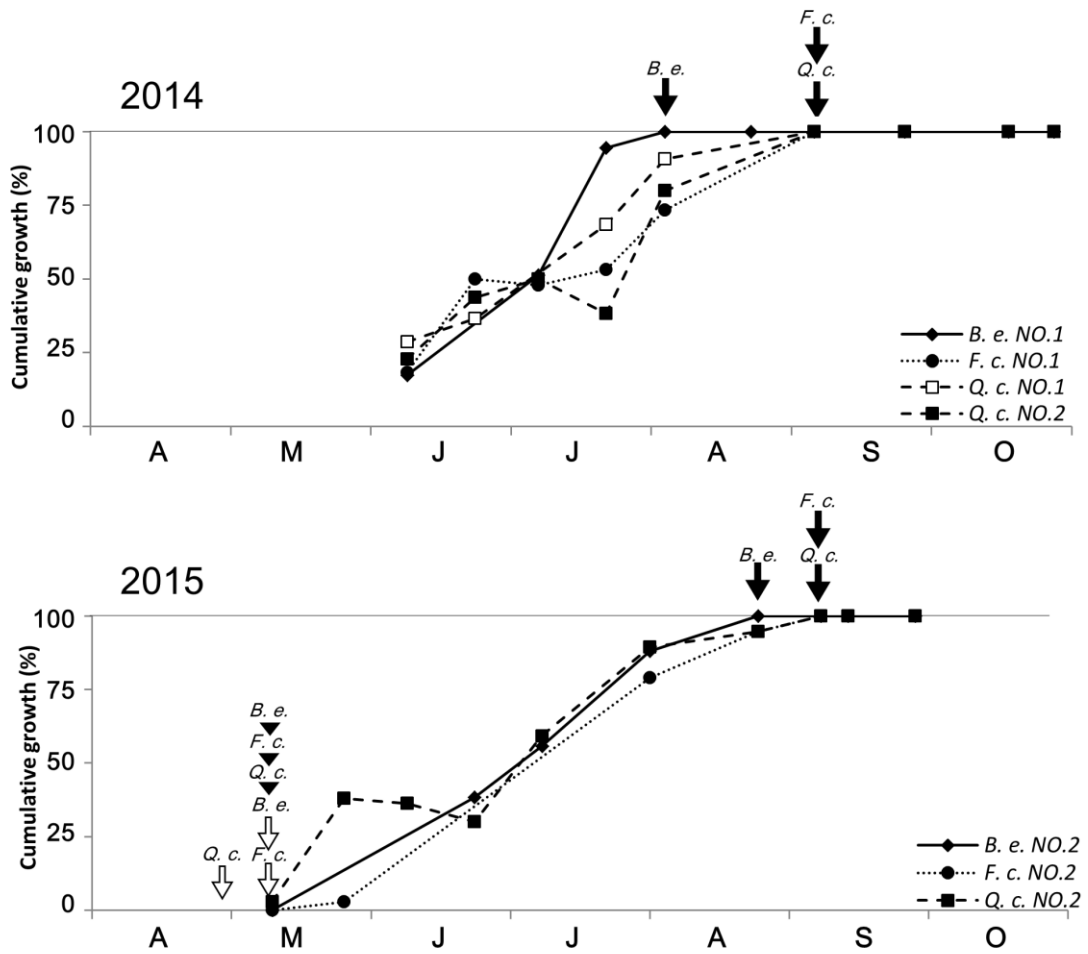 F. c.
B. e.
Q. c.
2014
Cumulative growth (%)
100
75
50
25
0
B. e. NO.1
F. c. NO.1
Q. c. NO.1
Q. c. NO.2
A M J J A S O
F. c.
B. e.
Q. c.
2015
Cumulative growth (%)
100
75
50
25
0
B. e.
F. c.
Q. c.
B. e.
Q. c.
F. c.
B. e NO.2
F. c. NO.2
Q. c. NO.2
A M J J A S O